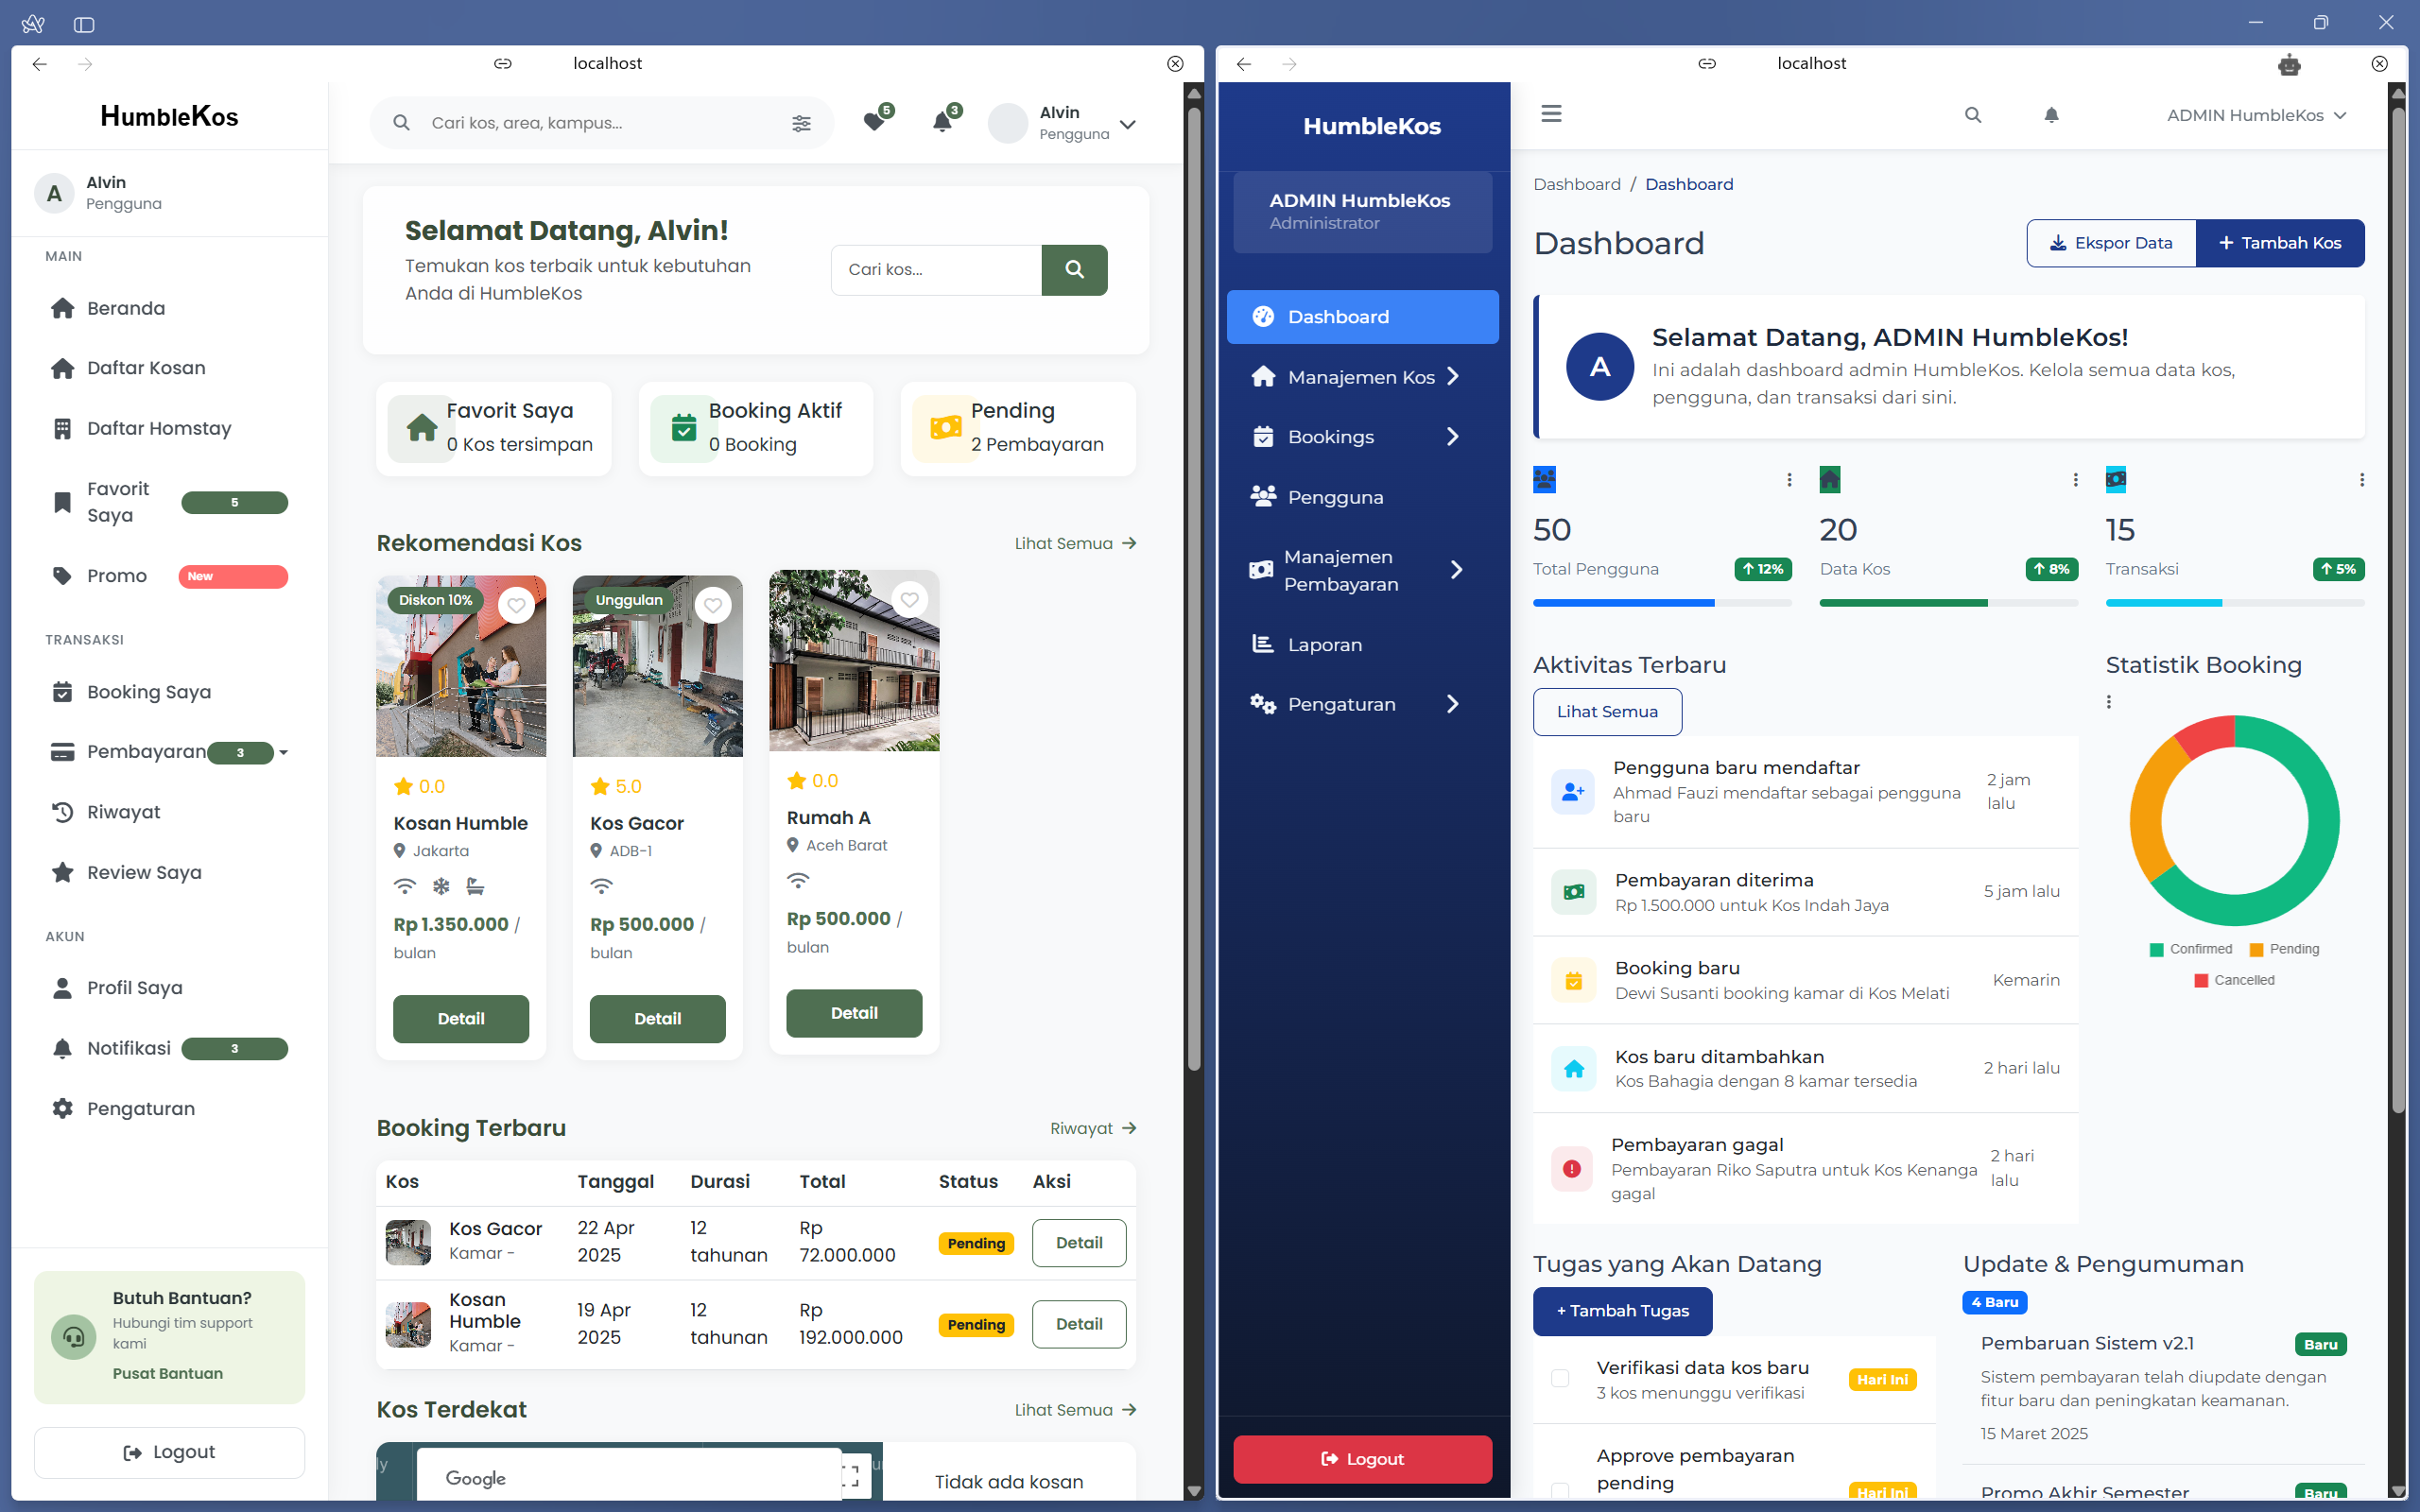 localhost
HumbleKos
Cari kos, area, kampus...
5
3
Alvin
Pengguna
A
Alvin
Pengguna
MAIN
Beranda
Daftar Kosan
Daftar Homstay
Favorit
Saya
5
Promo
New
TRANSAKSI
Booking Saya
Pembayaran
3
Riwayat
Review Saya
AKUN
Profil Saya
Notifikasi
3
Pengaturan
Butuh Bantuan?
Hubungi tim support
kami
Pusat Bantuan
Logout
Selamat Datang, Alvin!
Temukan kos terbaik untuk kebutuhan
Anda di HumbleKos
Cari kos...
Favorit Saya
0 Kos tersimpan
Booking Aktif
0 Booking
Pending
2 Pembayaran
Rekomendasi Kos
Lihat Semua
Diskon 10%
0.0
Kosan Humble
Jakarta
Rp 1.350.000 /
bulan
Detail
Unggulan
5.0
Kos Gacor
ADB-1
Rp 500.000 /
bulan
Detail
0.0
Rumah A
Aceh Barat
Rp 500.000 /
bulan
Detail
Booking Terbaru
Riwayat
Kos Tanggal Durasi Total Status Aksi
Kos Gacor
Kamar -
22 Apr
2025
12
tahunan
Rp
72.000.000
Pending
Detail
Kosan
Humble
Kamar -
19 Apr
2025
12
tahunan
Rp
192.000.000
Pending
Detail
Kos Terdekat
Lihat Semua
Google
Tidak ada kosan
localhost
HumbleKos
ADMIN HumbleKos
Administrator
Dashboard
Manajemen Kos
Bookings
Pengguna
Manajemen
Pembayaran
Laporan
Pengaturan
Logout
ADMIN HumbleKos
Dashboard / Dashboard
Dashboard
Ekspor Data
+ Tambah Kos
A
Selamat Datang, ADMIN HumbleKos!
Ini adalah dashboard admin HumbleKos. Kelola semua data kos,
pengguna, dan transaksi dari sini.
50
Total Pengguna
↑ 12%
20
Data Kos
↑ 8%
15
Transaksi
↑ 5%
Aktivitas Terbaru
Lihat Semua
Pengguna baru mendaftar
Ahmad Fauzi mendaftar sebagai pengguna
baru
2 jam
lalu
Pembayaran diterima
Rp 1.500.000 untuk Kos Indah Jaya
5 jam lalu
Booking baru
Dewi Susanti booking kamar di Kos Melati
Kemarin
Kos baru ditambahkan
Kos Bahagia dengan 8 kamar tersedia
2 hari lalu
Pembayaran gagal
Pembayaran Riko Saputra untuk Kos Kenanga
gagal
2 hari
lalu
Statistik Booking
Confirmed
Pending
Cancelled
Tugas yang Akan Datang
+ Tambah Tugas
Verifikasi data kos baru
3 kos menunggu verifikasi
Hari Ini
Approve pembayaran
pending
Hari Ini
Update & Pengumuman
4 Baru
Pembaruan Sistem v2.1
Baru
Sistem pembayaran telah diupdate dengan
fitur baru dan peningkatan keamanan.
15 Maret 2025
Promo Akhir Semester
Baru